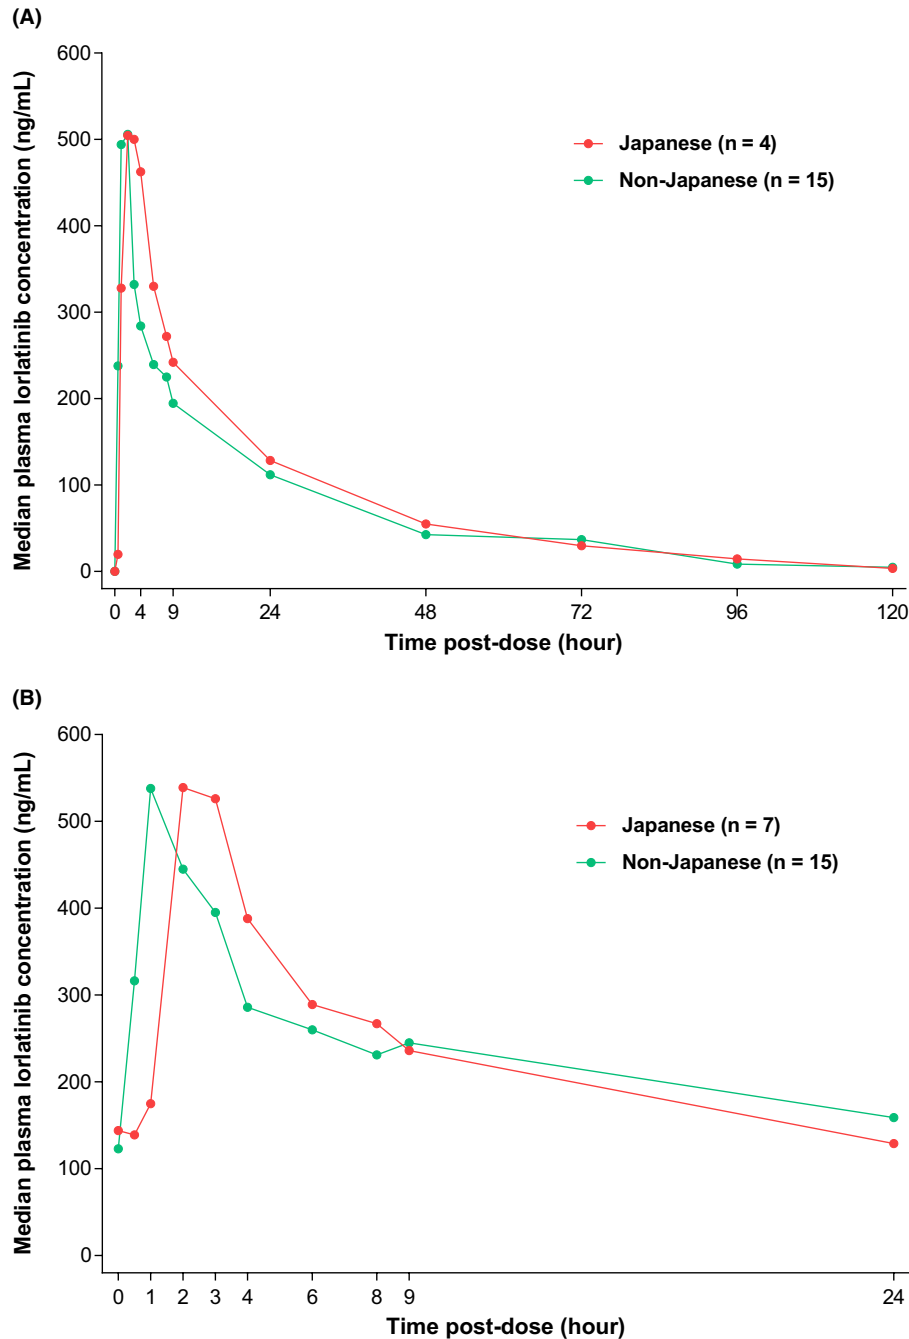 (A)
Median plasma lorlatinib concentration (ng/mL)
600
500
400
300
200
100
0
Japanese (n = 4)
Non-Japanese (n = 15)
0 4 9 24 48 72 96 120
Time post-dose (hour)
(B)
Median plasma lorlatinib concentration (ng/mL)
600
500
400
300
200
100
0
Japanese (n = 7)
Non-Japanese (n = 15)
0 1 2 3 4 6 8 9 24
Time post-dose (hour)